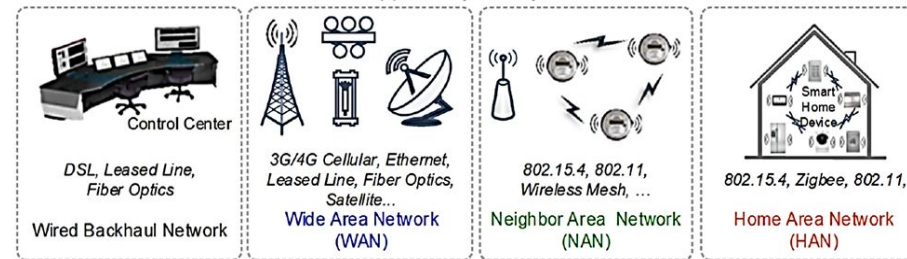 Control Center
DSL, Leased Line,
Fiber Optics
Wired Backhaul Network
3G/4G Cellular, Ethernet,
Leased Line, Fiber Optics,
Satellite...
Wide Area Network
(WAN)
802.15.4, 802.11,
Wireless Mesh, ...
Neighbor Area Network
(NAN)
Smart
Home
Device
802.15.4, Zigbee, 802.11,
Home Area Network
(HAN)